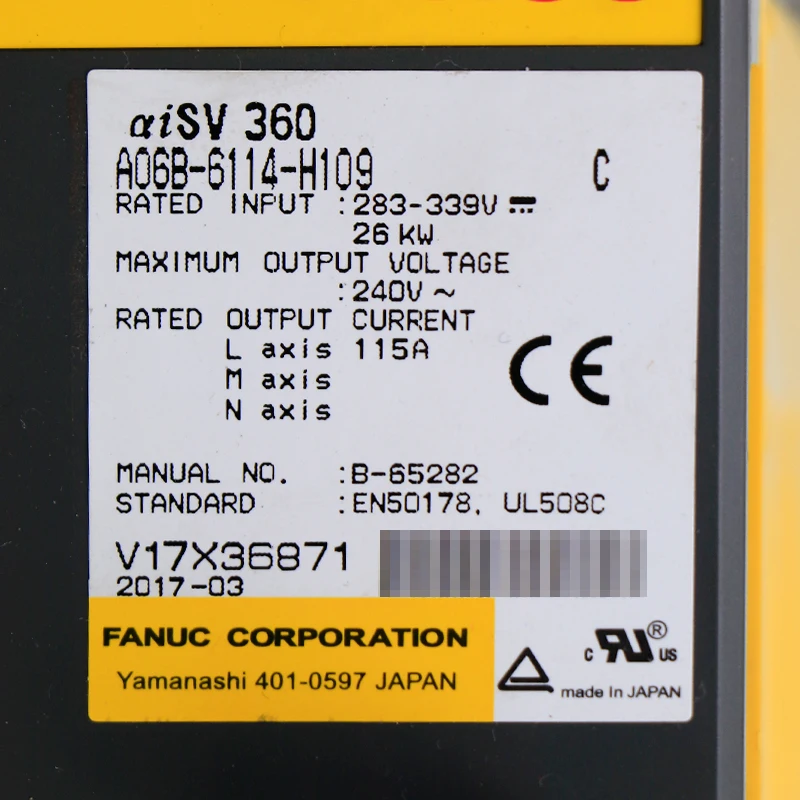 αiSV 360
A06B-6114-H109 C
RATED INPUT :283-339V
26 KW
MAXIMUM OUTPUT VOLTAGE
:240V ~
RATED OUTPUT CURRENT
L axis 115A
M axis
N axis
CE
MANUAL NO. :B-65282
STANDARD :EN50178, UL508C
V17X36871
2017-03
FANUC CORPORATION
Yamanashi 401-0597 JAPAN
c RU ® US
made in JAPAN